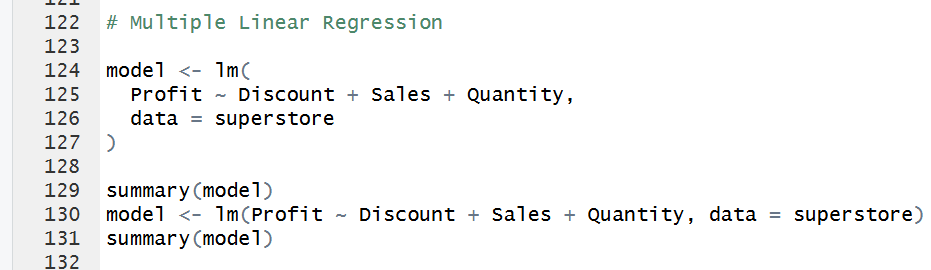 121
122 # Multiple Linear Regression
123
124 model <- lm(
125   Profit ~ Discount + Sales + Quantity,
126   data = superstore
127 )
128
129 summary(model)
130 model <- lm(Profit ~ Discount + Sales + Quantity, data = superstore)
131 summary(model)
132